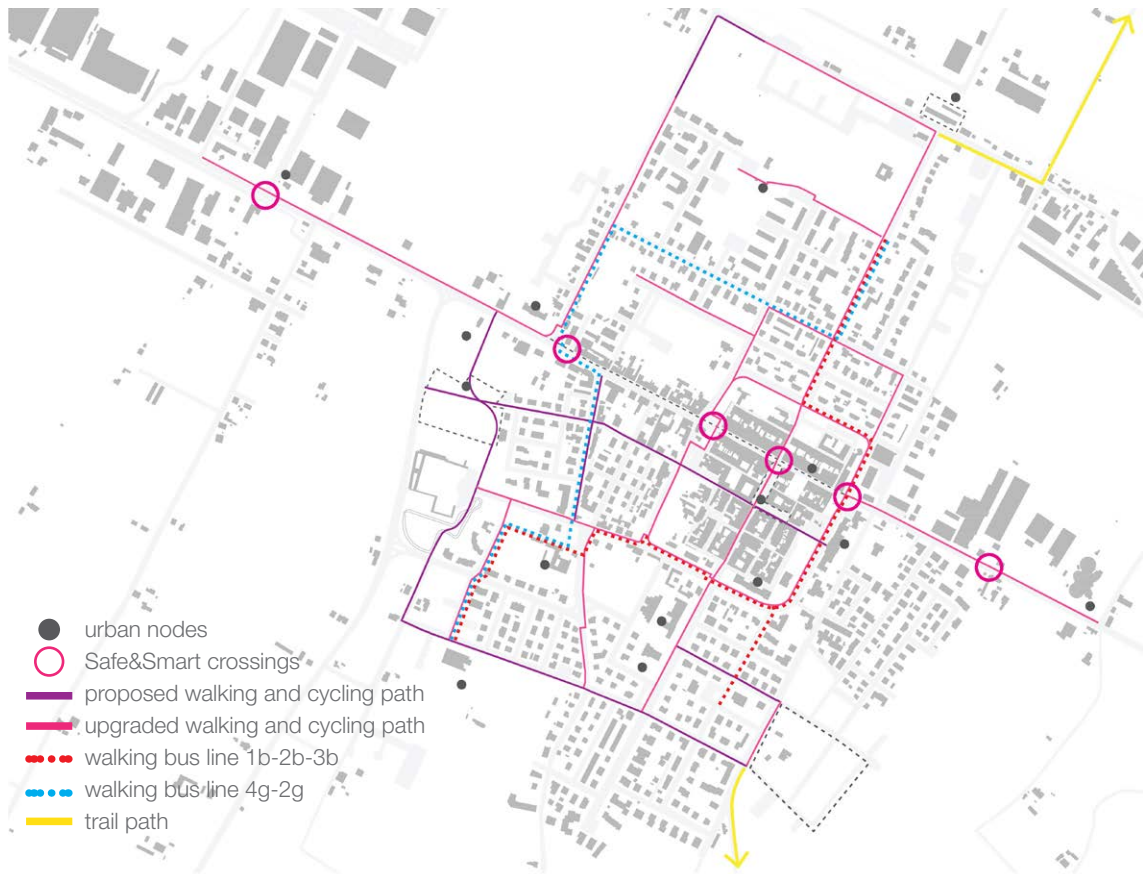 urban nodes
Safe&Smart crossings
proposed walking and cycling path
upgraded walking and cycling path
walking bus line 1b-2b-3b
walking bus line 4g-2g
trail path